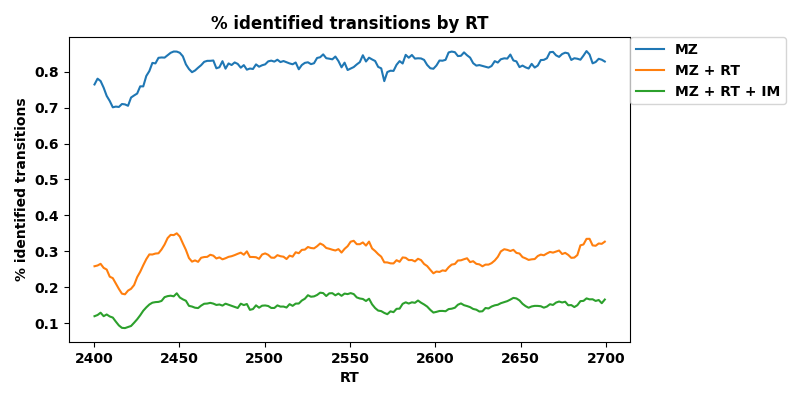 % identified transitions by RT
MZ
MZ + RT
MZ + RT + IM
% identified transitions
0.8
0.7
0.6
0.5
0.4
0.3
0.2
0.1
2400 2450 2500 2550 2600 2650 2700
RT